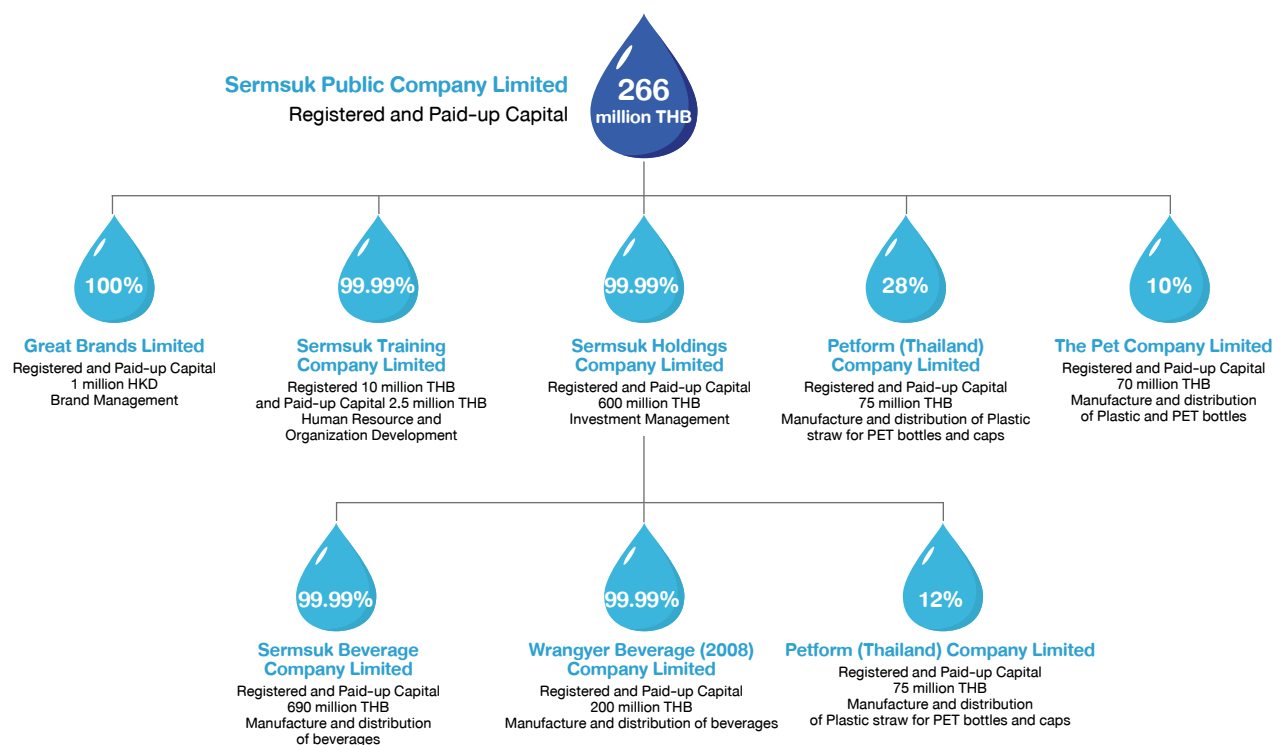 Sermsuk Public Company Limited
Registered and Paid-up Capital
266
million THB
100%
Great Brands Limited
Registered and Paid-up Capital
1 million HKD
Brand Management
99.99%
Sermsuk Training
Company Limited
Registered 10 million THB
and Paid-up Capital 2.5 million THB
Human Resource and
Organization Development
99.99%
Sermsuk Holdings
Company Limited
Registered and Paid-up Capital
600 million THB
Investment Management
28%
Petform (Thailand)
Company Limited
Registered and Paid-up Capital
75 million THB
Manufacture and distribution of Plastic
straw for PET bottles and caps
10%
The Pet Company Limited
Registered and Paid-up Capital
70 million THB
Manufacture and distribution
of Plastic and PET bottles
99.99%
Sermsuk Beverage
Company Limited
Registered and Paid-up Capital
690 million THB
Manufacture and distribution
of beverages
99.99%
Wrangyer Beverage (2008)
Company Limited
Registered and Paid-up Capital
200 million THB
Manufacture and distribution of beverages
12%
Petform (Thailand) Company Limited
Registered and Paid-up Capital
75 million THB
Manufacture and distribution
of Plastic straw for PET bottles and caps